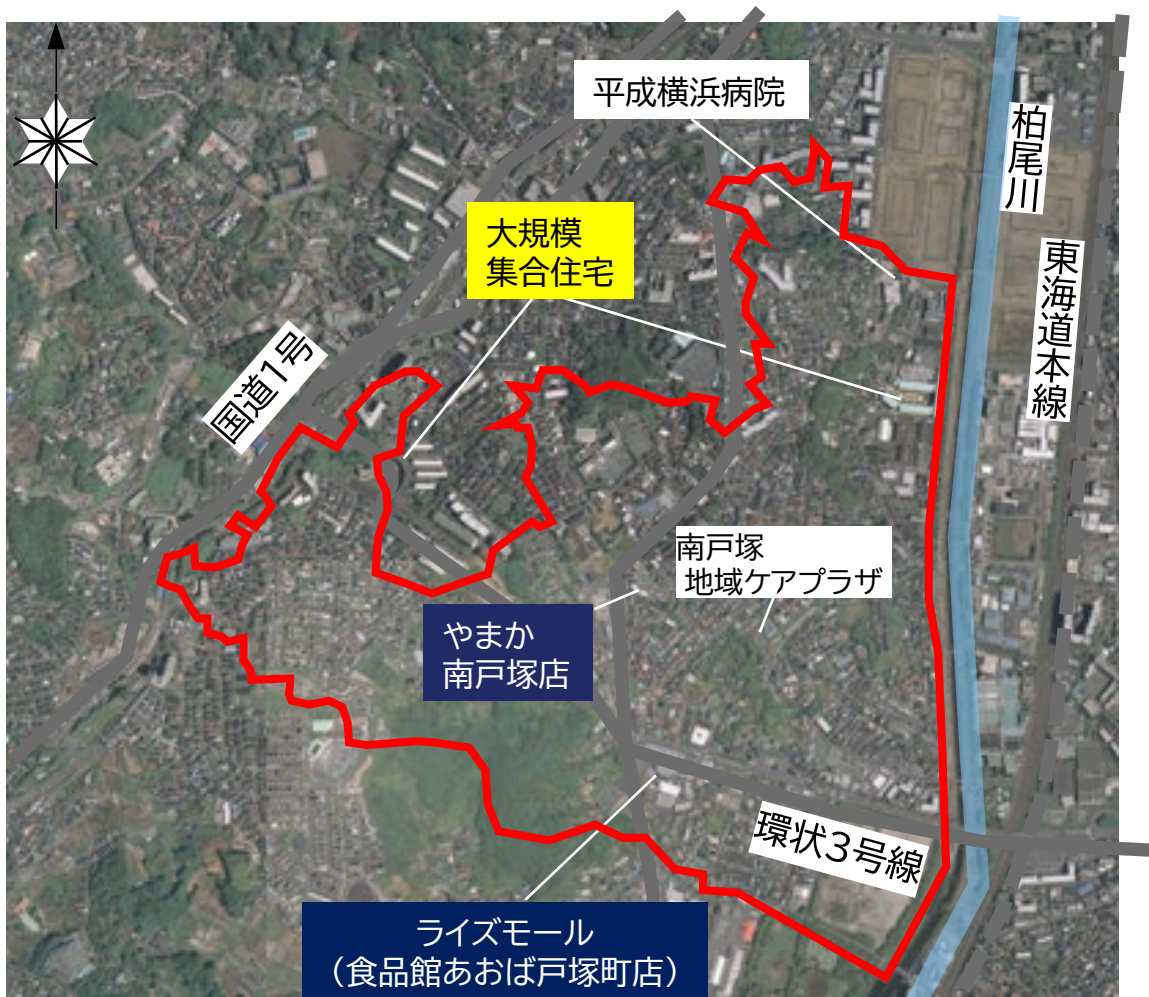 平成横浜病院
柏尾川
大規模
集合住宅
東海道本線
国道1号
南戸塚
地域ケアプラザ
やまか
南戸塚店
環状3号線
ライズモール
（食品館あおば戸塚町店）